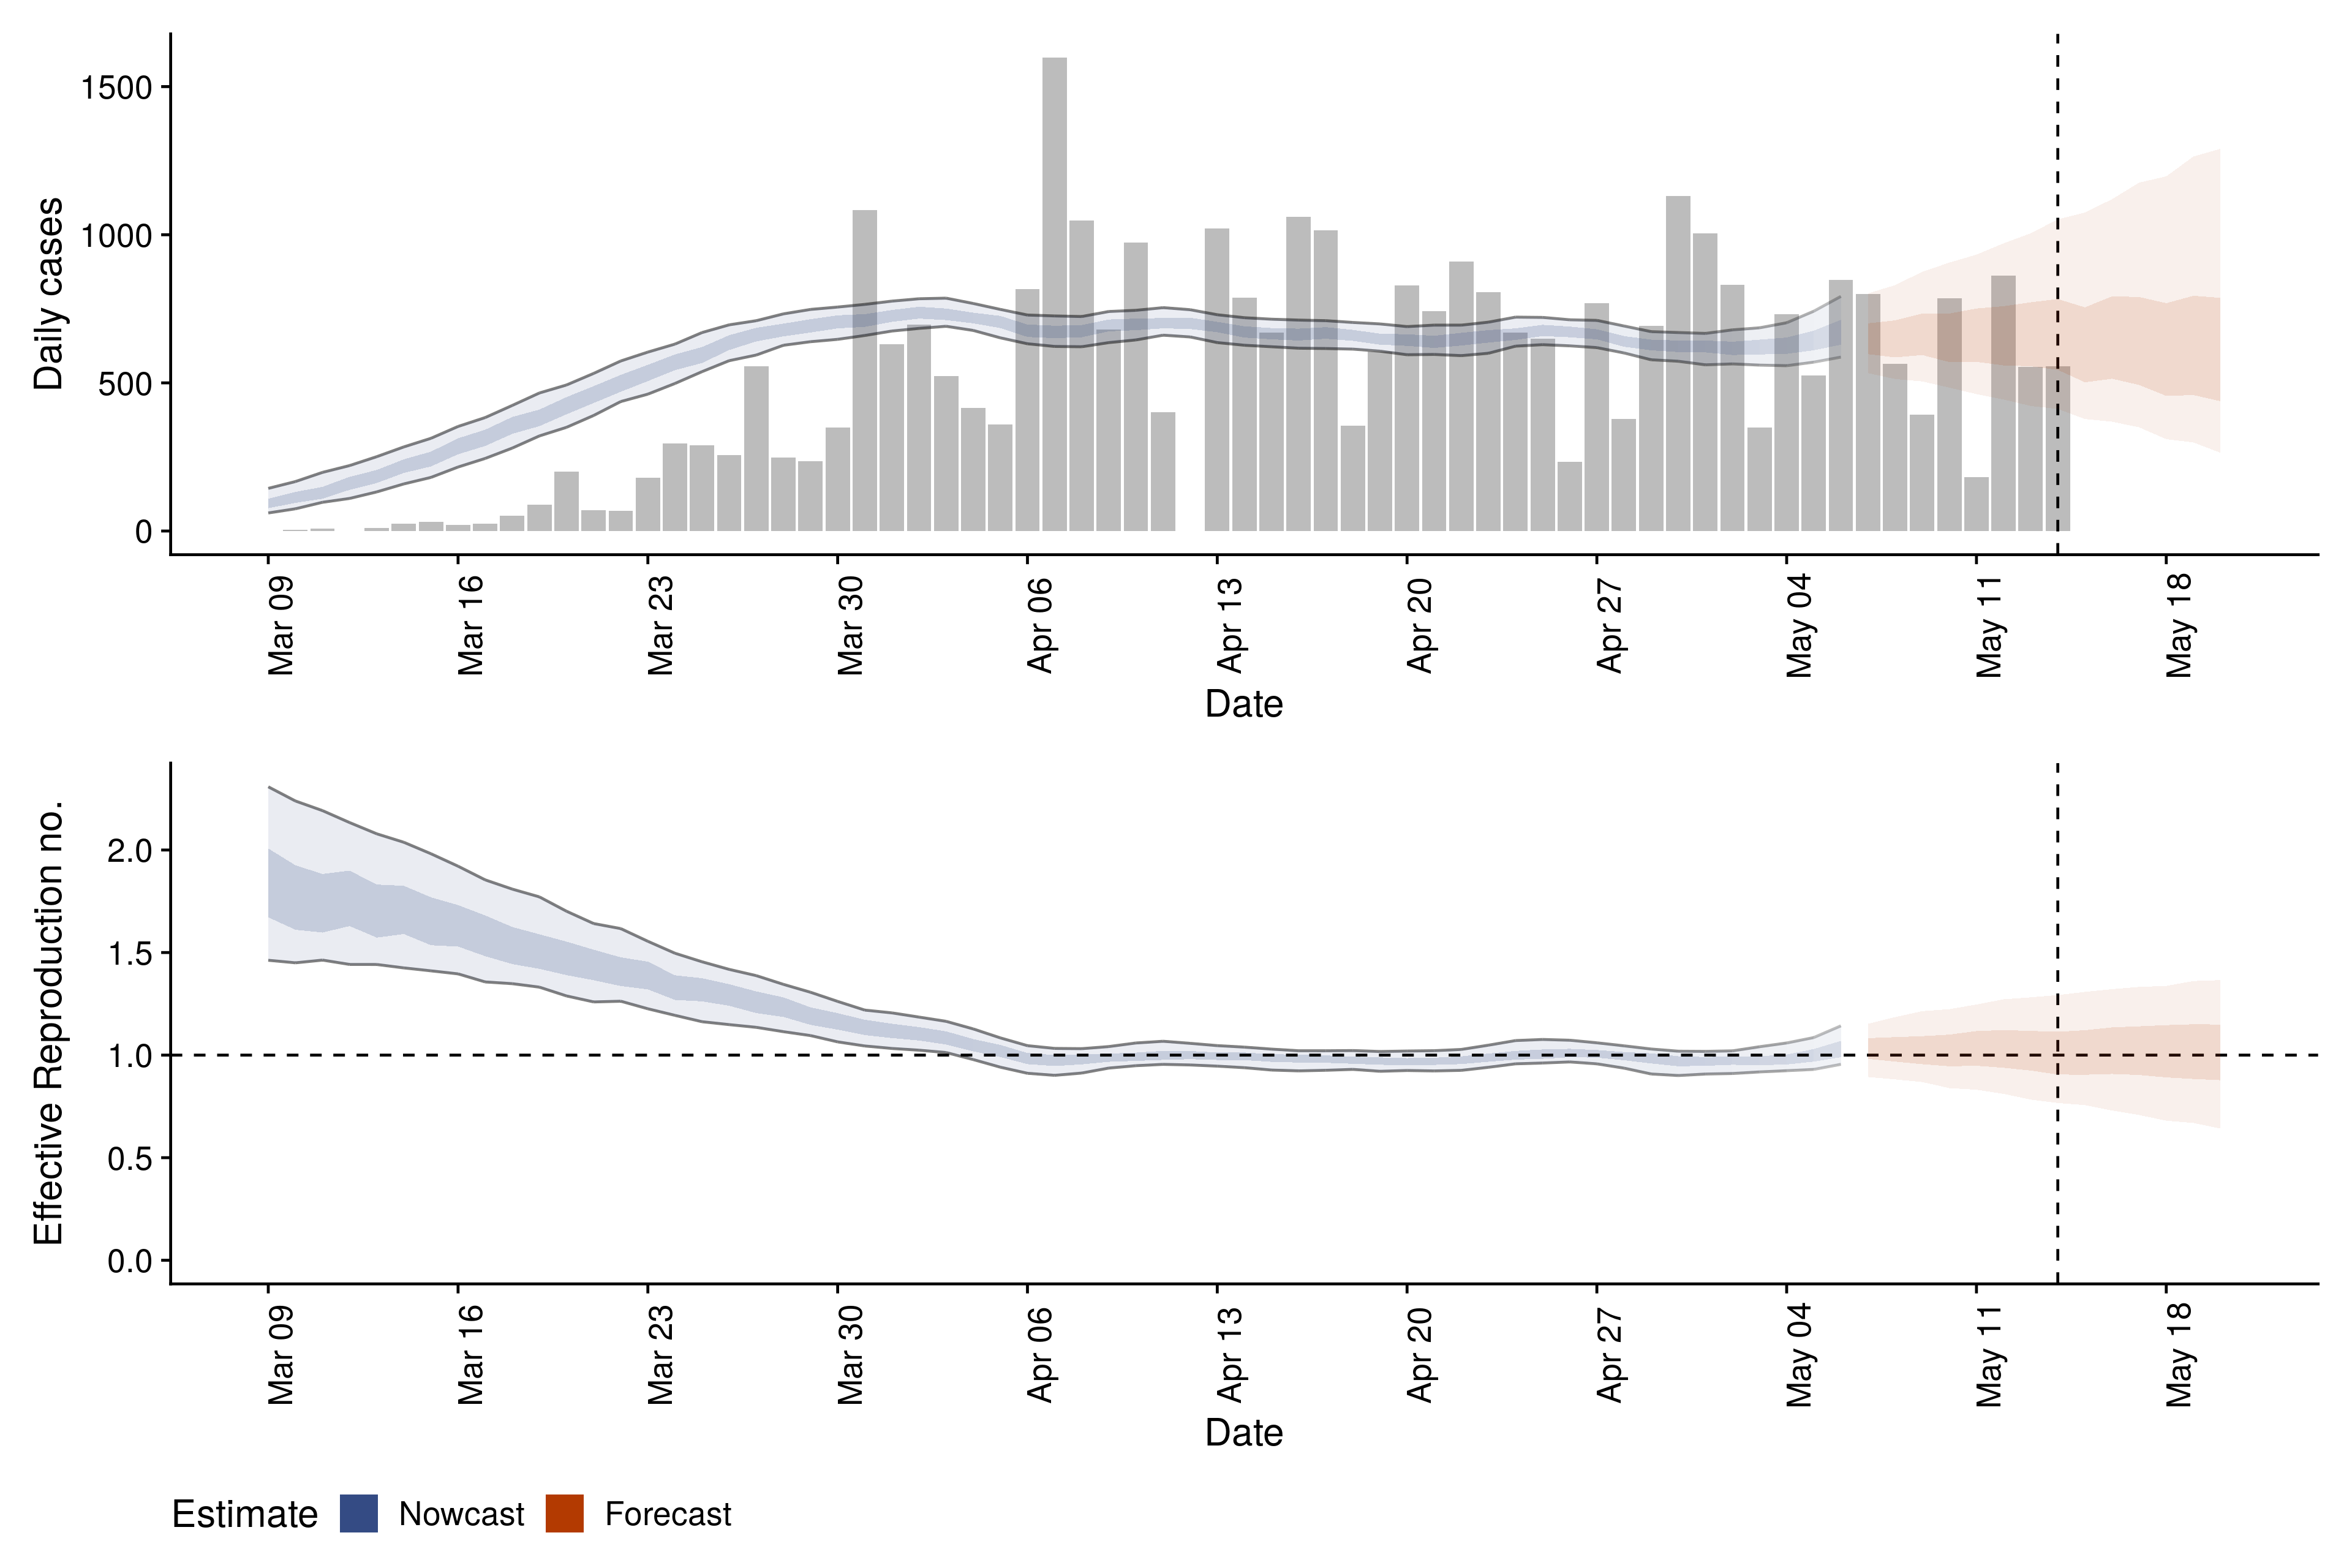 Daily cases
1500
1000
500
0
Mar 09
Mar 16
Mar 23
Mar 30
Apr 06
Apr 13
Apr 20
Apr 27
May 04
May 11
May 18
Date
Effective Reproduction no.
2.0
1.5
1.0
0.5
0.0
Mar 09
Mar 16
Mar 23
Mar 30
Apr 06
Apr 13
Apr 20
Apr 27
May 04
May 11
May 18
Date
Estimate Nowcast Forecast